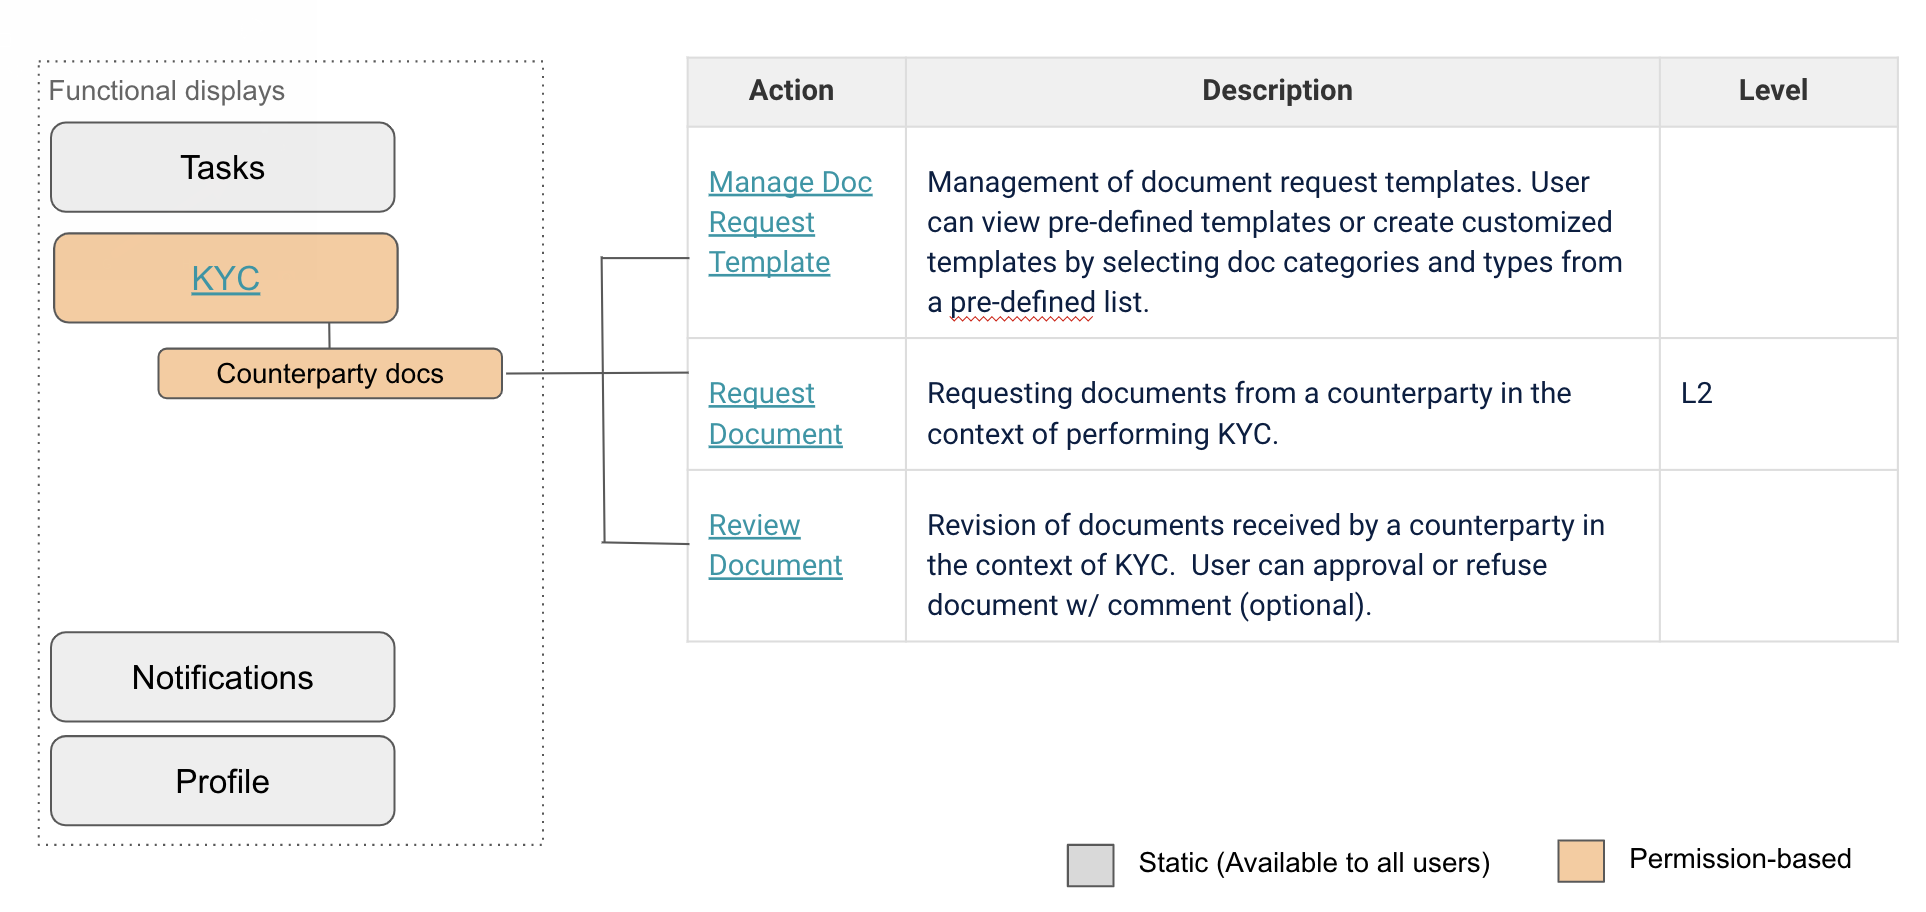 Functional displays
Tasks
KYC
Counterparty docs
Notifications
Profile
Action
Description
Level
Manage Doc
Request
Template
Management of document request templates. User
can view pre-defined templates or create customized
templates by selecting doc categories and types from
a pre-defined list.
Request
Document
Requesting documents from a counterparty in the
context of performing KYC.
L2
Review
Document
Revision of documents received by a counterparty in
the context of KYC.  User can approval or refuse
document w/ comment (optional).
Static (Available to all users)
Permission-based